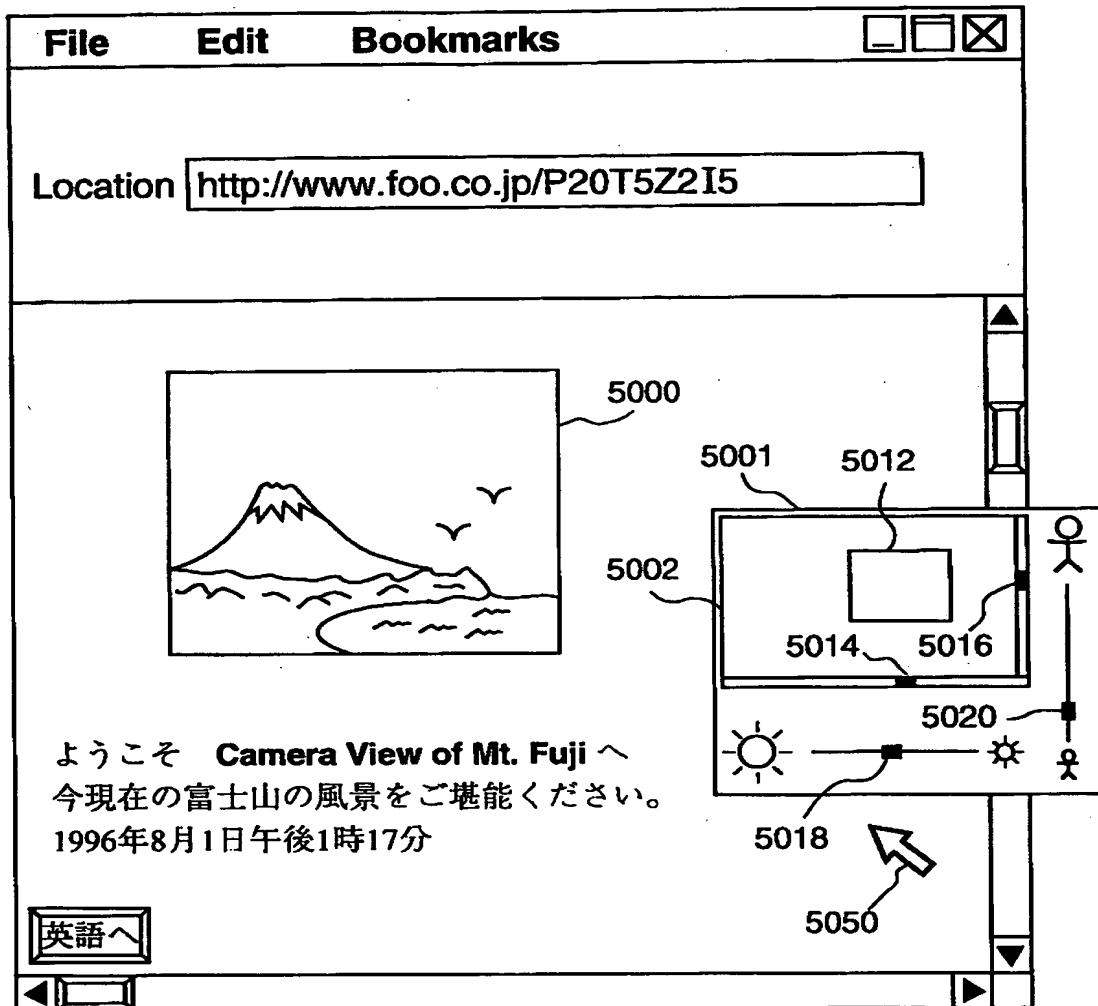 File Edit Bookmarks
Location http://www.foo.co.jp/P20T5Z2I5
5000
5001 5012
5002
5014 5016
5020
ようこそ Camera View of Mt. Fuji へ
今現在の富士山の風景をご堪能ください。
1996年8月1日午後1時17分
5018
5050
英語へ